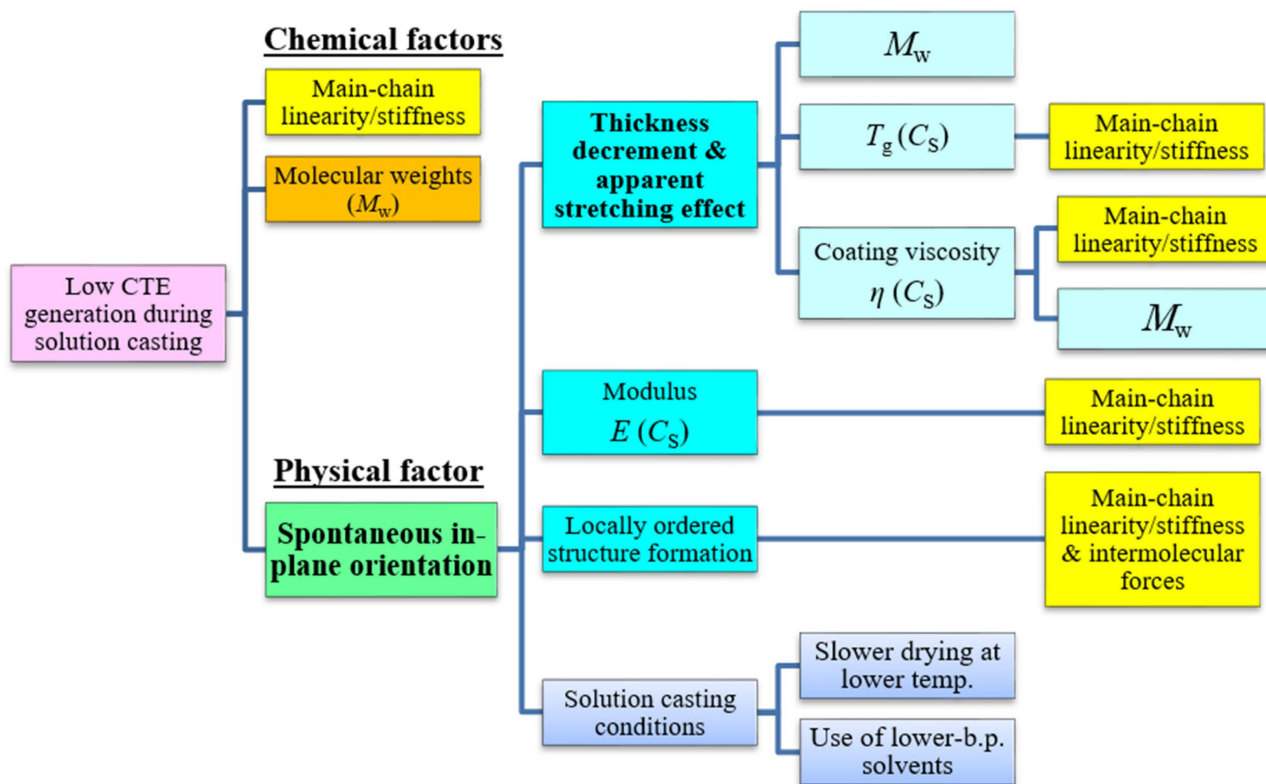 Chemical factors
Main-chain
linearity/stiffness
Molecular weights
(Mw)
Low CTE
generation during
solution casting
Physical factor
Spontaneous in-
plane orientation
Thickness
decrement &
apparent
stretching effect
Mw
Tg (CS)
Main-chain
linearity/stiffness
Coating viscosity
η (CS)
Main-chain
linearity/stiffness
Mw
Modulus
E (CS)
Main-chain
linearity/stiffness
Locally ordered
structure formation
Main-chain
linearity/stiffness
& intermolecular
forces
Solution casting
conditions
Slower drying at
lower temp.
Use of lower-b.p.
solvents